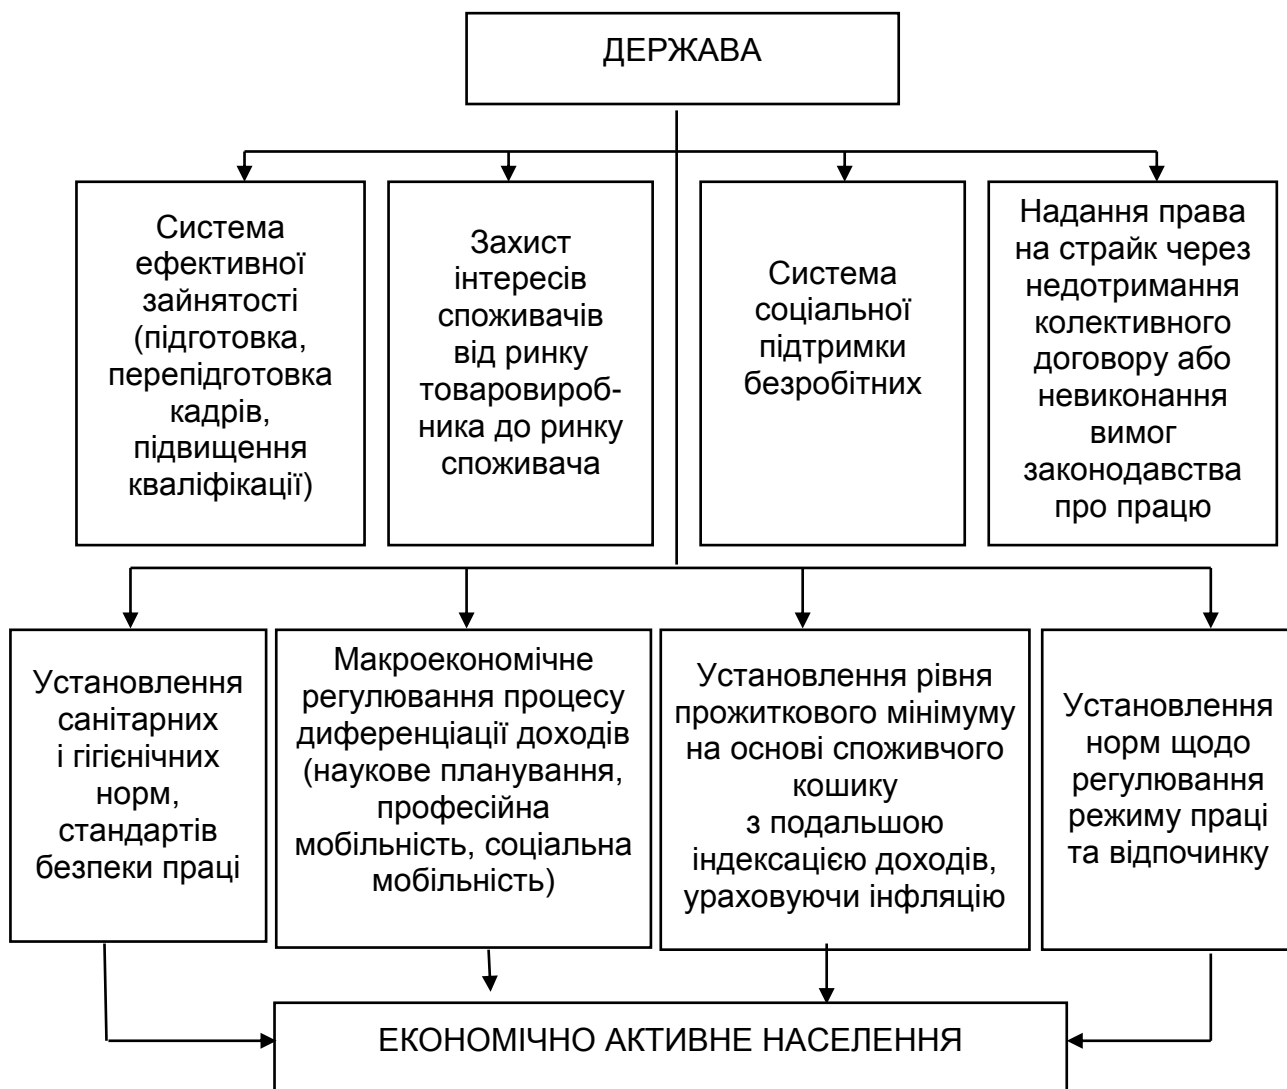 ДЕРЖАВА
Система
ефективної
зайнятості
(підготовка,
перепідготовка
кадрів,
підвищення
кваліфікації)
Захист
інтересів
споживачів
від ринку
товаровироб-
ника до ринку
споживача
Система
соціальної
підтримки
безробітних
Надання права
на страйк через
недотримання
колективного
договору або
невиконання
вимог
законодавства
про працю
Установлення
санітарних
і гігієнічних
норм,
стандартів
безпеки праці
Макроекономічне
регулювання процесу
диференціації доходів
(наукове планування,
професійна
мобільність, соціальна
мобільність)
Установлення рівня
прожиткового мінімуму
на основі споживчого
кошику
з подальшою
індексацією доходів,
ураховуючи інфляцію
Установлення
норм щодо
регулювання
режиму праці
та відпочинку
ЕКОНОМІЧНО АКТИВНЕ НАСЕЛЕННЯ